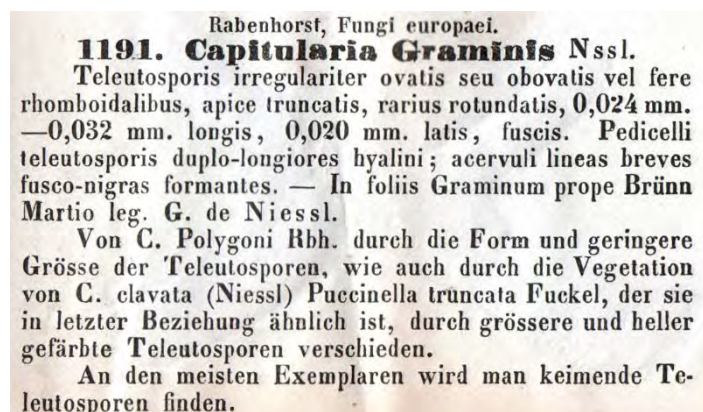 Rabenhorst, Fungi europaei.
1191. Capitularia Graminis Nssl.
Teleutosporis irregulariter ovatis seu obovatis vel fere
rhomboidalibus, apice truncatis, rarius rotundatis, 0,024 mm.
—0,032 mm. longis, 0,020 mm. latis, fuscis. Pedicelli
teleutosporis duplo-longiores hyalini; acervuli lineas breves
fusco-nigras formantes. — In foliis Graminum prope Brünn
Martio leg. G. de Niessl.
Von C. Polygoni Rbh. durch die Form und geringere
Grösse der Teleutosporen, wie auch durch die Vegetation
von C. clavata (Niessl) Puccinella truncata Fuckel, der sie
in letzter Beziehung ähnlich ist, durch grössere und heller
gefärbte Teleutosporen verschieden.
An den meisten Exemplaren wird man keimende Te-
leutosporen finden.